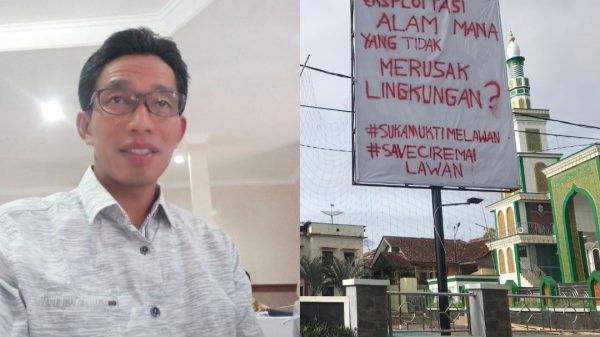 EKSPLOITASI
ALAM MANA
YANG TIDAK
MERUSAK
LINGKUNGAN?
#SUKAMUKTIMELAWAN
#SAVECIREMAI
LAWAN